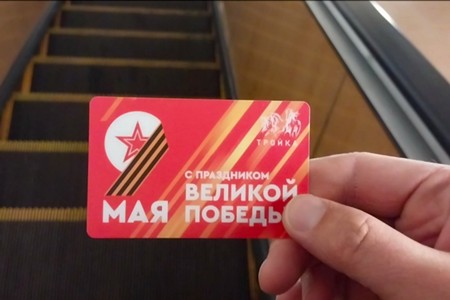 ТРОЙКА
9
МАЯ
С ПРАЗДНИКОМ
ВЕЛИКОЙ
ПОБЕДЫ